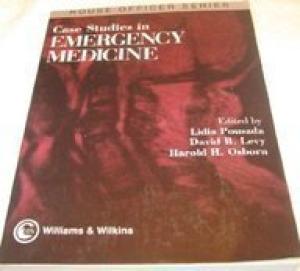 HOUSE OFFICER SERIES
Case Studies in
EMERGENCY
MEDICINE
Edited by
Lidia Pousada
David B. Levy
Harold H. Osborn
Williams & Wilkins